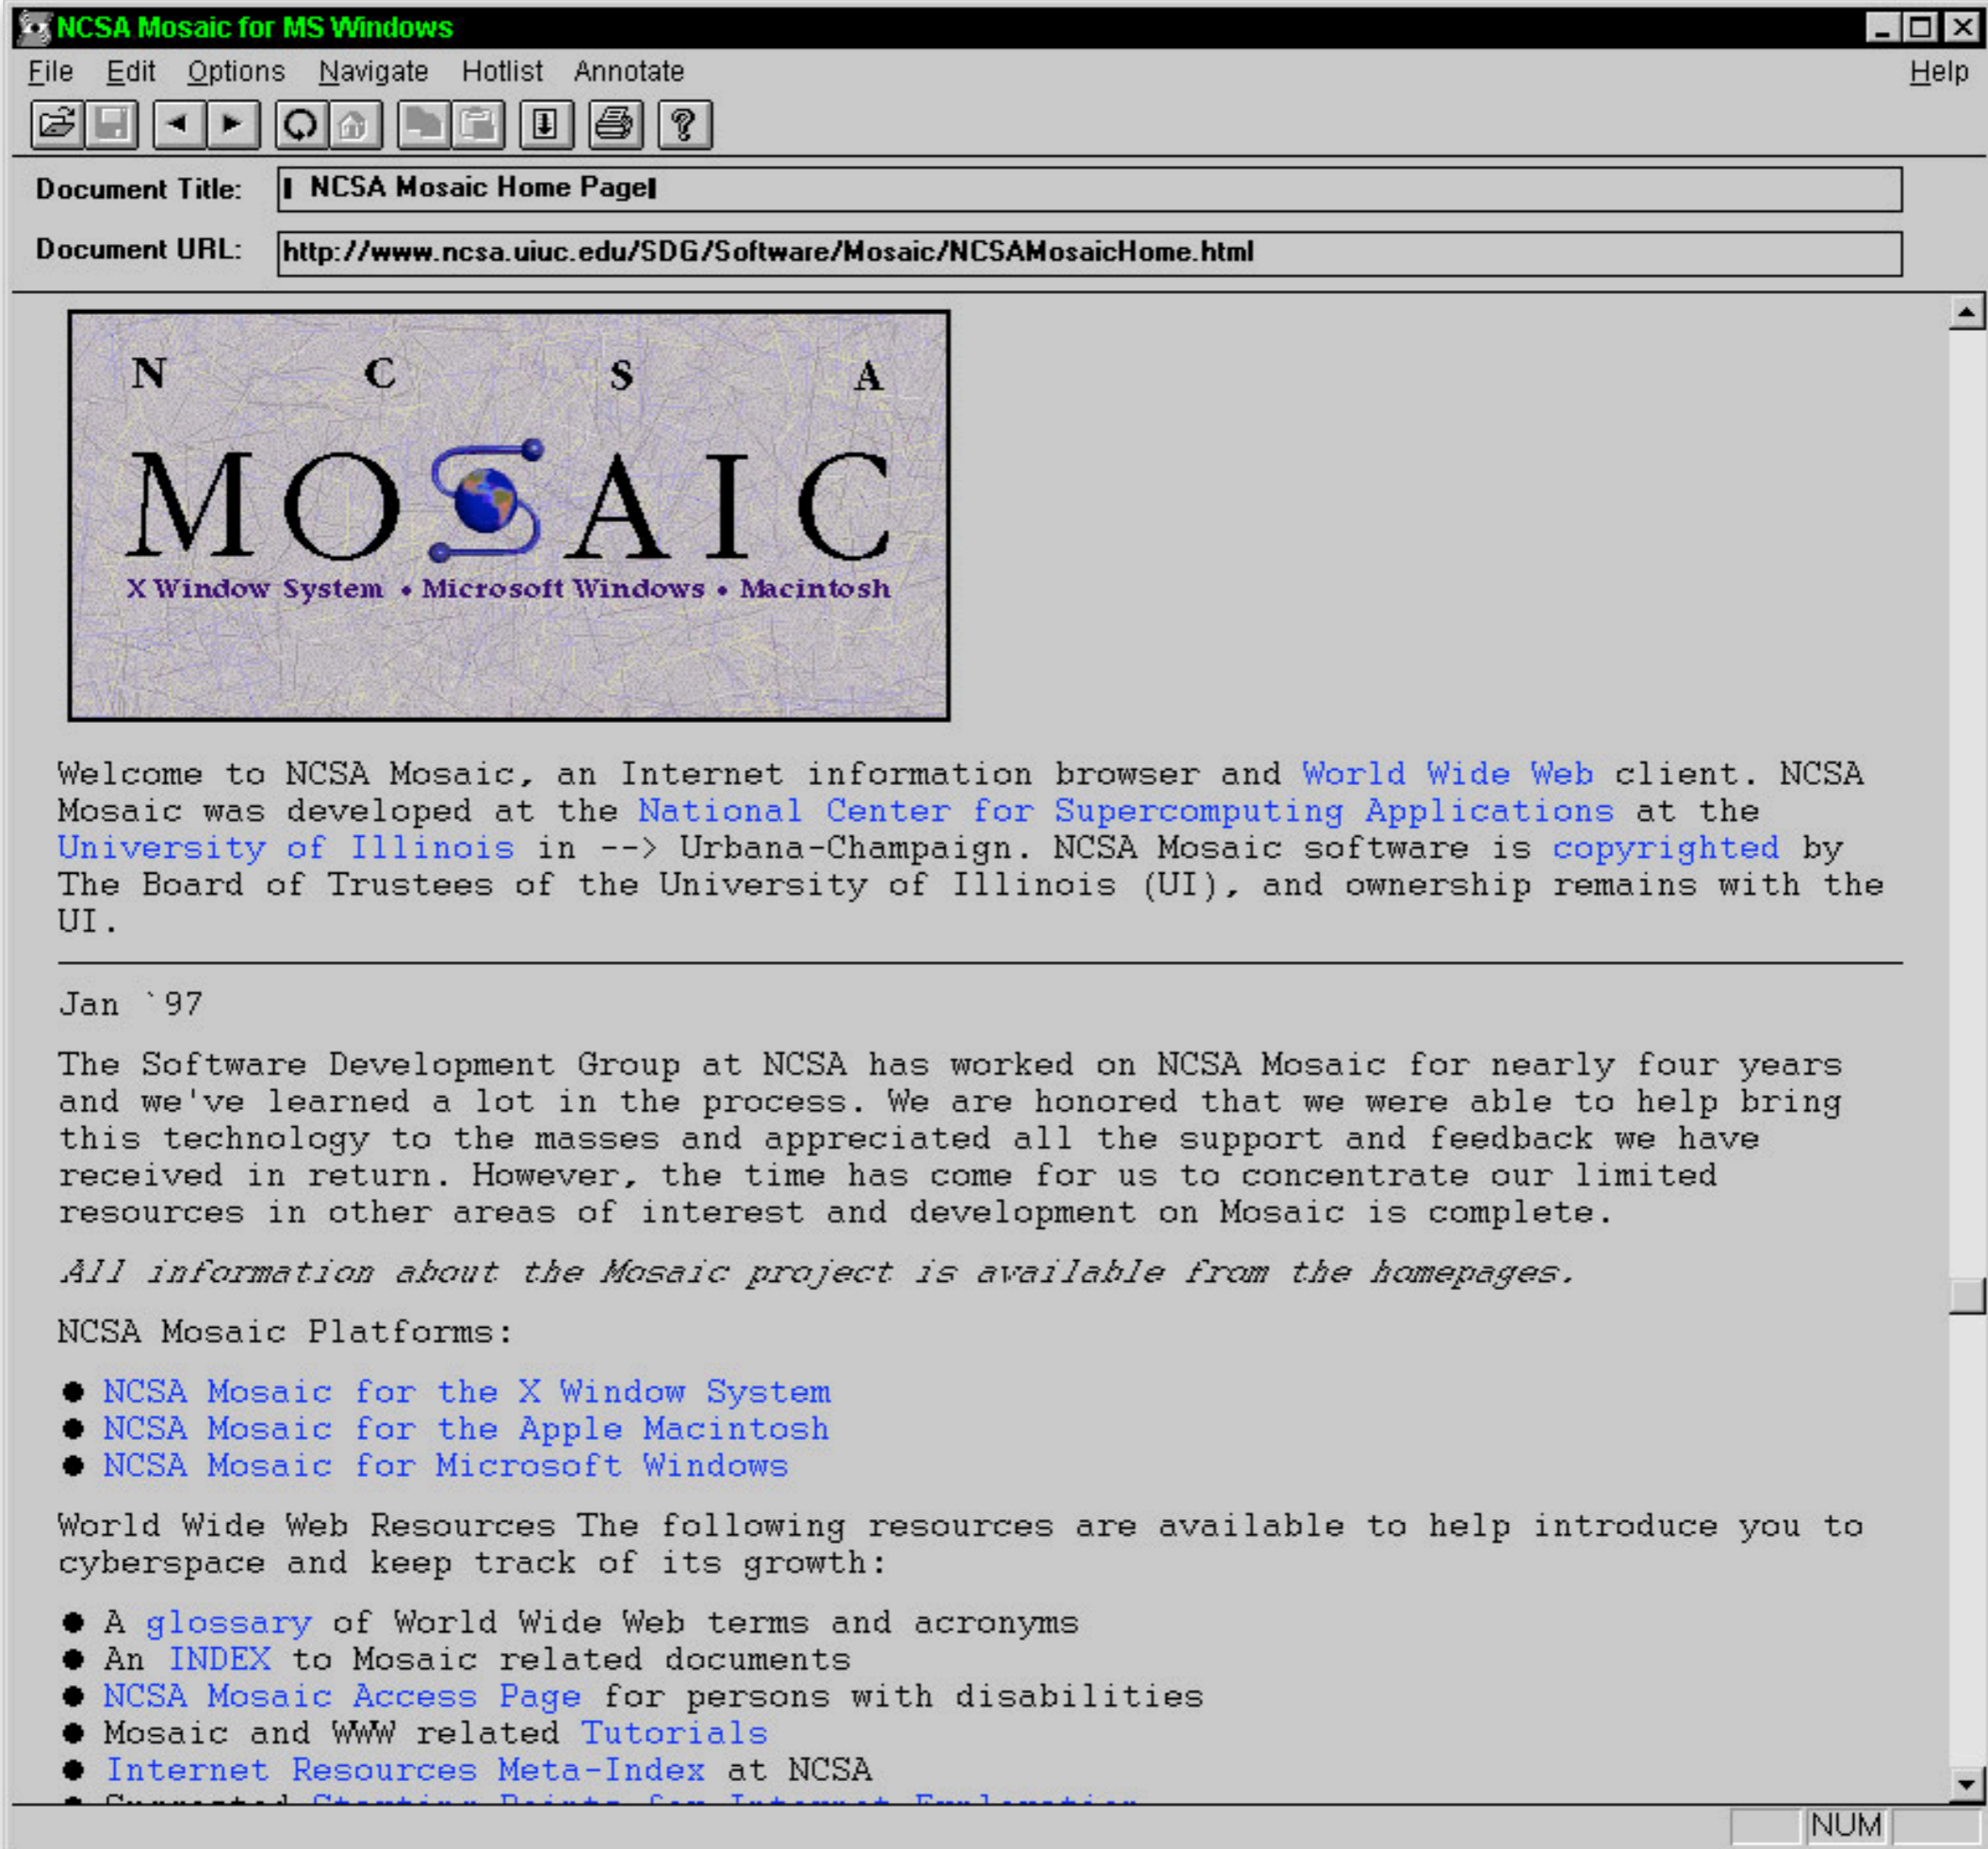 NCSA Mosaic for MS Windows
File Edit Options Navigate Hotlist Annotate Help
Document Title: NCSA Mosaic Home Page
Document URL: http://www.ncsa.uiuc.edu/SDG/Software/Mosaic/NCSAMosaicHome.html
N C S A
MOSAIC
X Window System • Microsoft Windows • Macintosh
Welcome to NCSA Mosaic, an Internet information browser and World Wide Web client. NCSA
Mosaic was developed at the National Center for Supercomputing Applications at the
University of Illinois in --> Urbana-Champaign. NCSA Mosaic software is copyrighted by
The Board of Trustees of the University of Illinois (UI), and ownership remains with the
UI.
Jan `97
The Software Development Group at NCSA has worked on NCSA Mosaic for nearly four years
and we've learned a lot in the process. We are honored that we were able to help bring
this technology to the masses and appreciated all the support and feedback we have
received in return. However, the time has come for us to concentrate our limited
resources in other areas of interest and development on Mosaic is complete.
All information about the Mosaic project is available from the homepages.
NCSA Mosaic Platforms:
● NCSA Mosaic for the X Window System
● NCSA Mosaic for the Apple Macintosh
● NCSA Mosaic for Microsoft Windows
World Wide Web Resources The following resources are available to help introduce you to
cyberspace and keep track of its growth:
● A glossary of World Wide Web terms and acronyms
● An INDEX to Mosaic related documents
● NCSA Mosaic Access Page for persons with disabilities
● Mosaic and WWW related Tutorials
● Internet Resources Meta-Index at NCSA
NUM